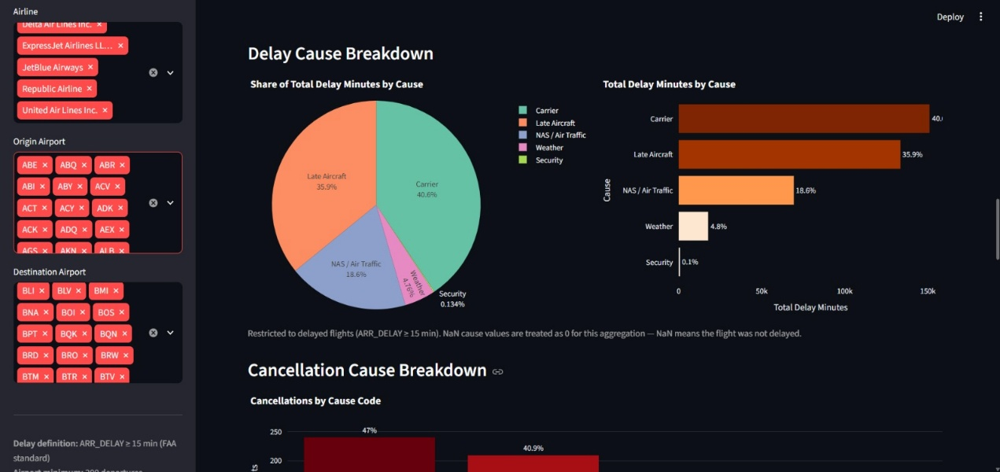 Airline
Delta Air Lines Inc. ×
ExpressJet Airlines LL... ×
JetBlue Airways ×
Republic Airline ×
United Air Lines Inc. ×
Origin Airport
ABE × ABQ × ABR ×
ABI × ABY × ACV ×
ACT × ACY × ADK ×
ACK × ADQ × AEX ×
AGS × AKN × ALB ×
Destination Airport
BLI × BLV × BMI ×
BNA × BOI × BOS ×
BPT × BQK × BQN ×
BRD × BRO × BRW ×
BTM × BTR × BTV ×
Delay definition: ARR_DELAY ≥ 15 min (FAA
standard)
Airport minimum: 200 departures
Deploy
Delay Cause Breakdown
Share of Total Delay Minutes by Cause
Late Aircraft
35.9%
Carrier
40.6%
NAS / Air Traffic
18.6%
Weather
4.76%
Security
0.134%
Carrier
Late Aircraft
NAS / Air Traffic
Weather
Security
Total Delay Minutes by Cause
Cause
Carrier
40.
Late Aircraft
35.9%
NAS / Air Traffic
18.6%
Weather
4.8%
Security
0.1%
0 50k 100k 150k
Total Delay Minutes
Restricted to delayed flights (ARR_DELAY ≥ 15 min). NaN cause values are treated as 0 for this aggregation — NaN means the flight was not delayed.
Cancellation Cause Breakdown
Cancellations by Cause Code
250
200
47%
40.9%